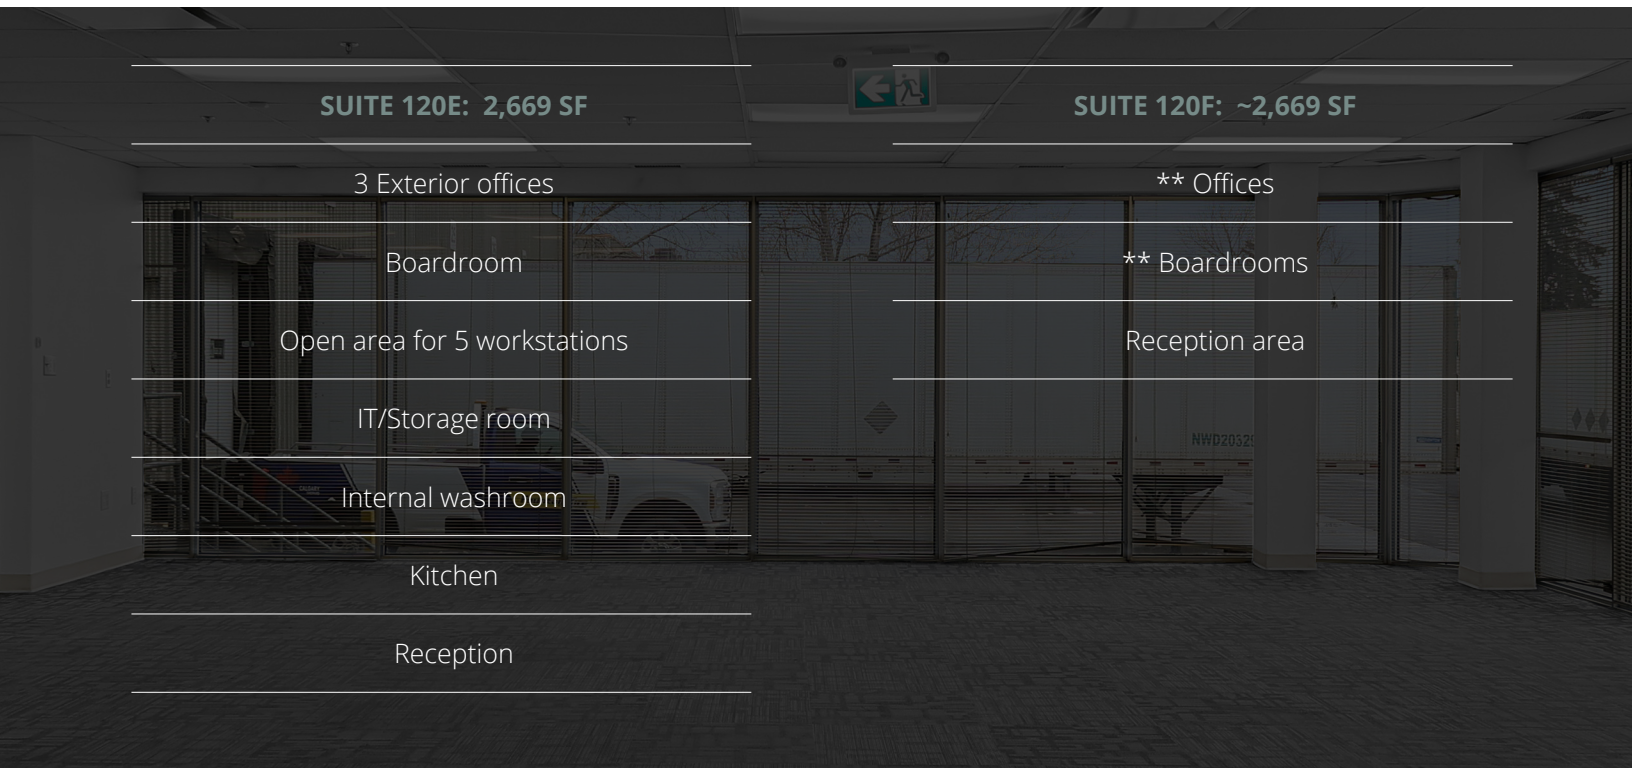 SUITE 120E: 2,669 SF
3 Exterior offices
Boardroom
Open area for 5 workstations
IT/Storage room
Internal washroom
Kitchen
Reception
SUITE 120F: ~2,669 SF
** Offices
** Boardrooms
Reception area